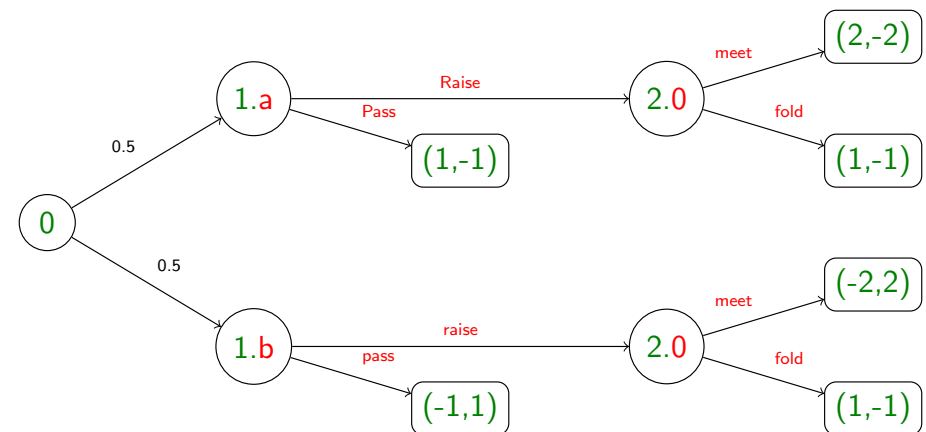 (2,-2)
meet
Raise
1.a
2.0
Pass
fold
0.5
(1,-1)
(1,-1)
0
0.5
(-2,2)
meet
raise
1.b
2.0
pass
fold
(-1,1)
(1,-1)